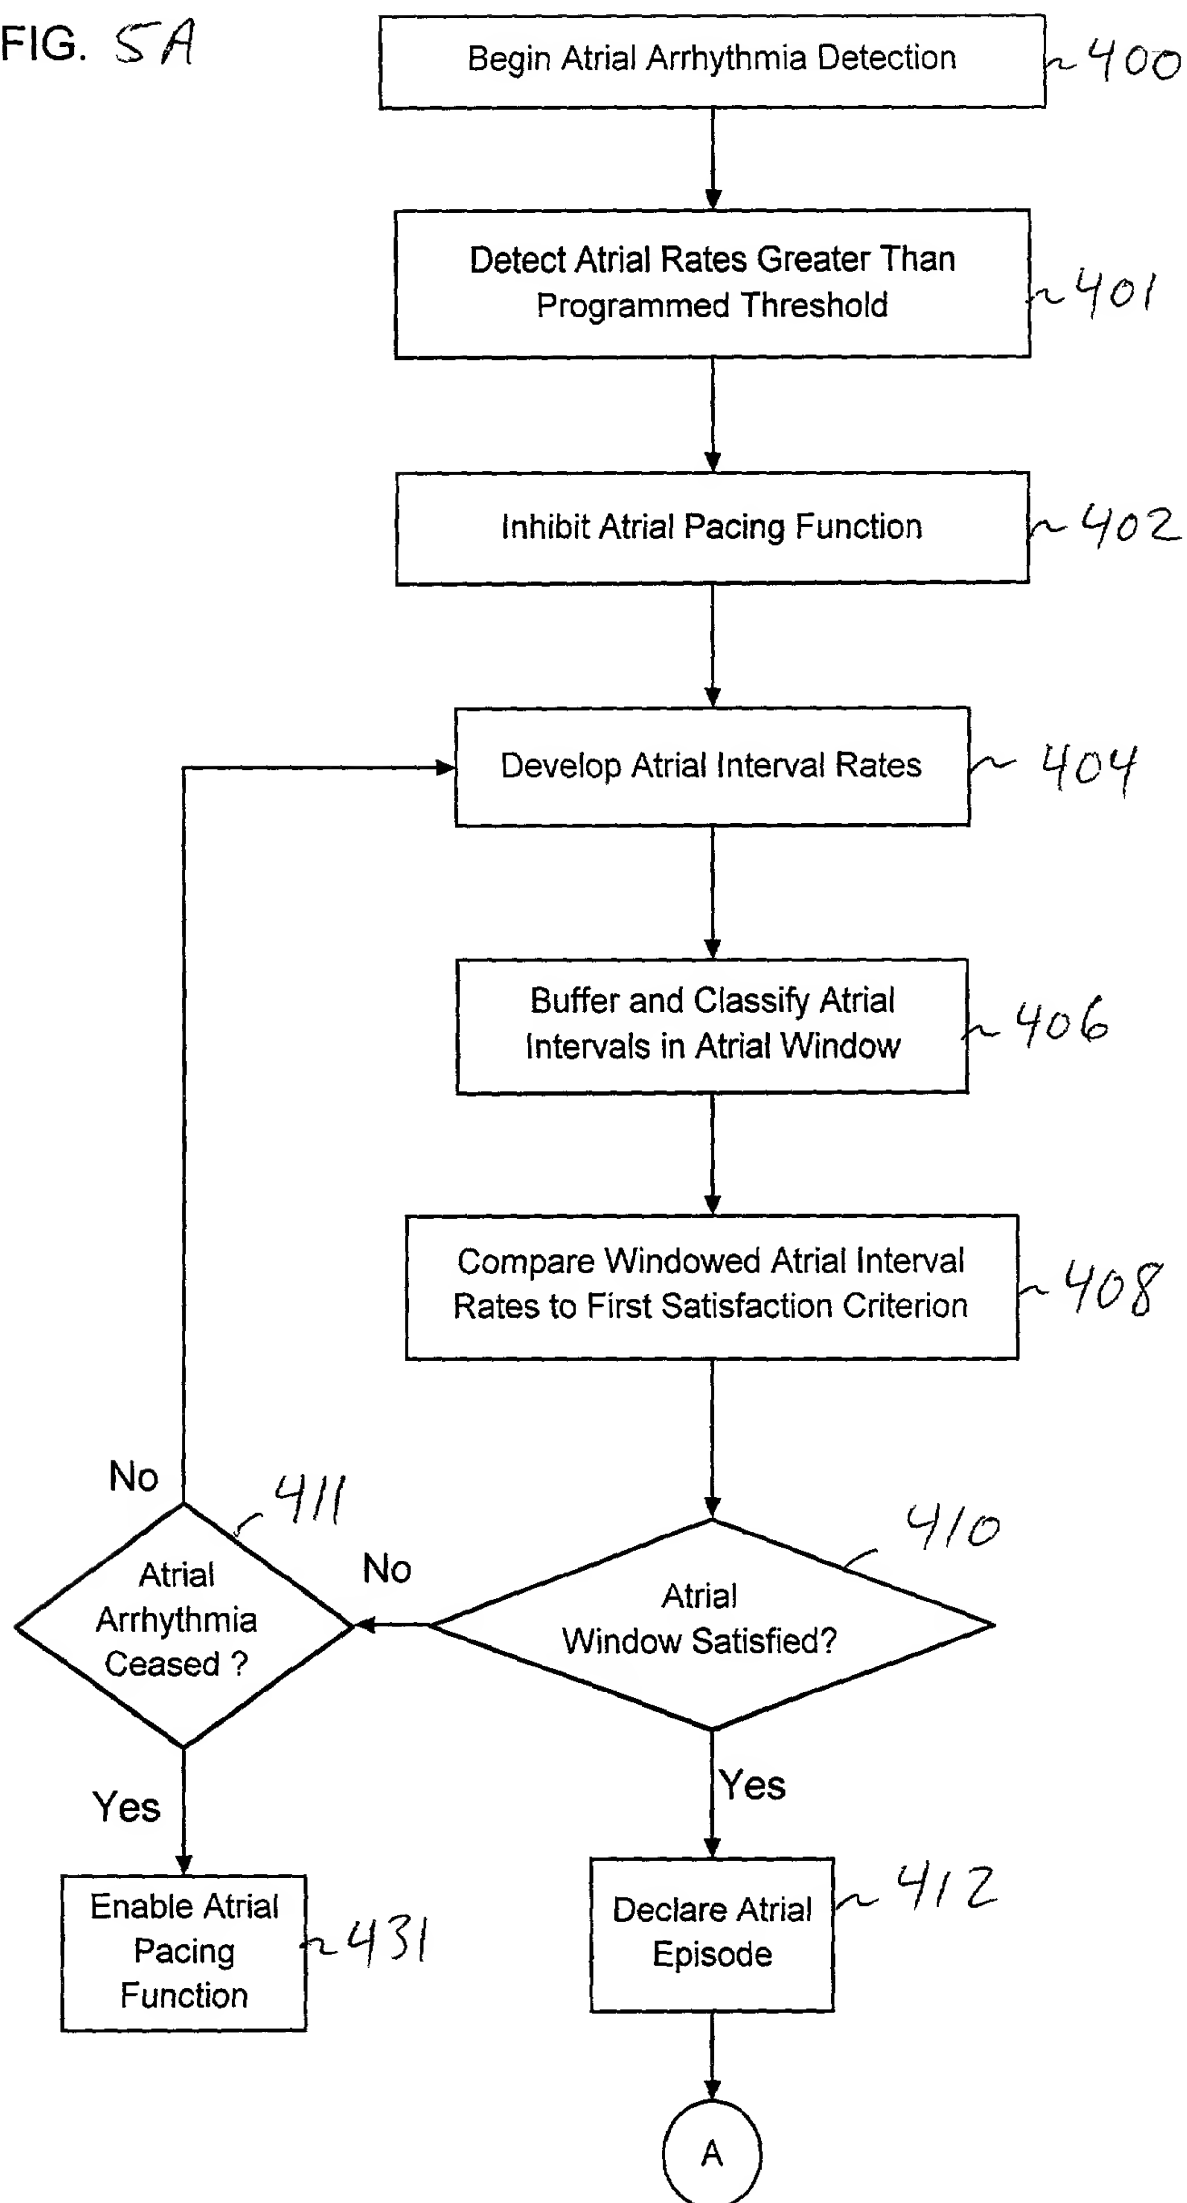 FIG. 5A
Begin Atrial Arrhythmia Detection
400
Detect Atrial Rates Greater Than
Programmed Threshold
401
Inhibit Atrial Pacing Function
402
Develop Atrial Interval Rates
404
Buffer and Classify Atrial
Intervals in Atrial Window
406
Compare Windowed Atrial Interval
Rates to First Satisfaction Criterion
408
No
411
Atrial
Arrhythmia
Ceased ?
No
410
Atrial
Window Satisfied?
Yes
Yes
Enable Atrial
Pacing
Function
431
Declare Atrial
Episode
412
A